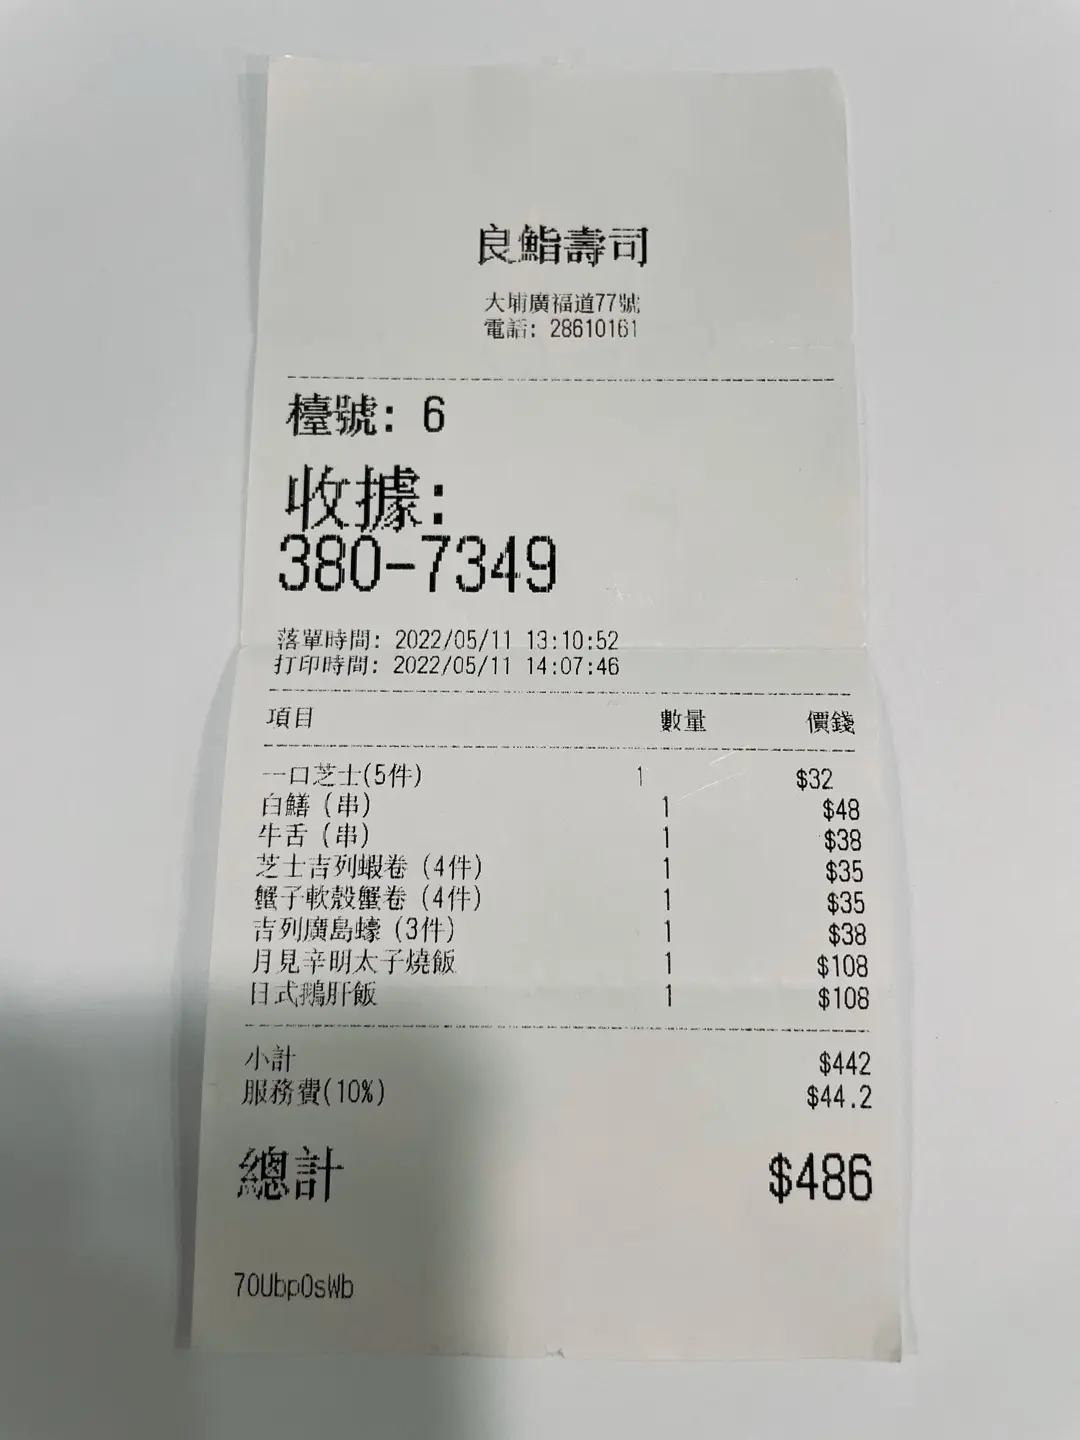 良鮨壽司
大埔廣福道77號
電話: 28610161
檯號: 6
收據:
380-7349
落單時間: 2022/05/11 13:10:52
打印時間: 2022/05/11 14:07:46
項目 數量 價錢
一口芝士(5件) 1 $32
白鱔 (串) 1 $48
牛舌 (串) 1 $38
芝士吉列蝦卷 (4件) 1 $35
蟹子軟殼蟹卷 (4件) 1 $35
吉列廣島蠔 (3件) 1 $38
月見辛明太子燒飯 1 $108
日式鵝肝飯 1 $108
小計 $442
服務費(10%) $44.2
總計 $486
70Ubp0sWb